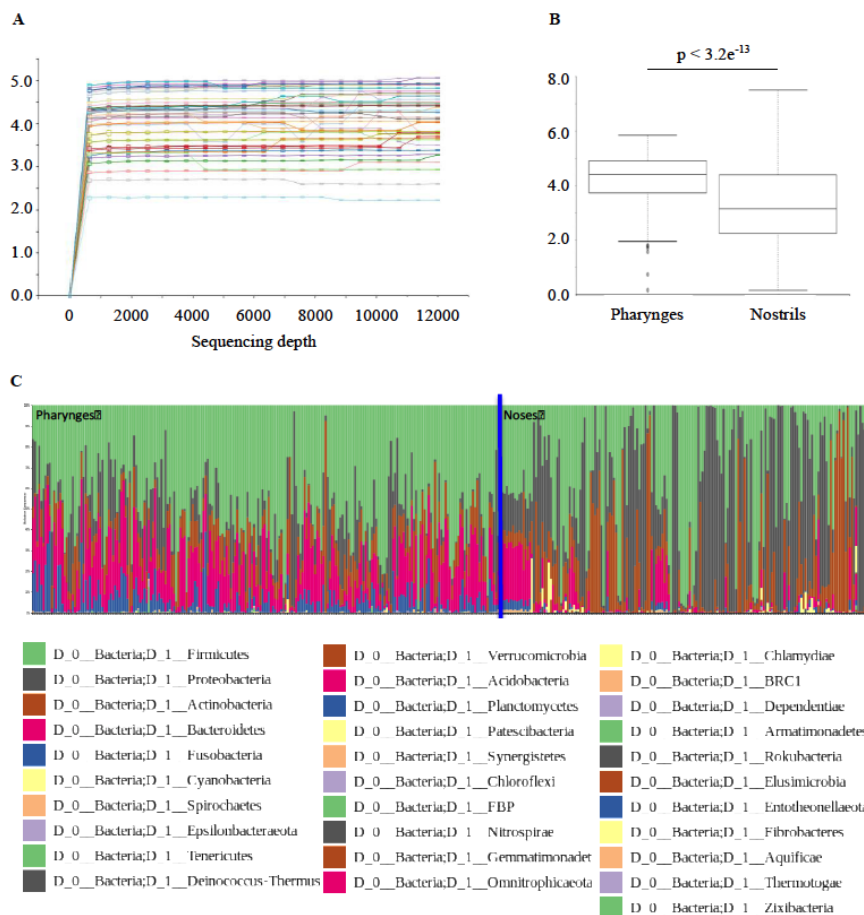 A
5.0
4.0
3.0
2.0
1.0
0.0
0 2000 4000 6000 8000 10000 12000
Sequencing depth
B
p < 3.2e-13
8.0
6.0
4.0
2.0
0.0
Pharynges Nostrils
C
Pharynges
Noses
D_0__Bacteria;D_1__Firmicutes
D_0__Bacteria;D_1__Proteobacteria
D_0__Bacteria;D_1__Actinobacteria
D_0__Bacteria;D_1__Bacteroidetes
D_0__Bacteria;D_1__Fusobacteria
D_0__Bacteria;D_1__Cyanobacteria
D_0__Bacteria;D_1__Spirochaetes
D_0__Bacteria;D_1__Epsilonbacteraeota
D_0__Bacteria;D_1__Tenericutes
D_0__Bacteria;D_1__Deinococcus-Thermus
D_0__Bacteria;D_1__Verrucomicrobia
D_0__Bacteria;D_1__Acidobacteria
D_0__Bacteria;D_1__Planctomycetes
D_0__Bacteria;D_1__Patescibacteria
D_0__Bacteria;D_1__Synergistetes
D_0__Bacteria;D_1__Chloroflexi
D_0__Bacteria;D_1__FBP
D_0__Bacteria;D_1__Nitrospirae
D_0__Bacteria;D_1__Gemmatimonadet
D_0__Bacteria;D_1__Omnitrophicaeota
D_0__Bacteria;D_1__Chlamydiae
D_0__Bacteria;D_1__BRC1
D_0__Bacteria;D_1__Dependentiae
D_0__Bacteria;D_1__Armatimonadetes
D_0__Bacteria;D_1__Rokubacteria
D_0__Bacteria;D_1__Elusimicrobia
D_0__Bacteria;D_1__Entotheonellaeota
D_0__Bacteria;D_1__Fibrobacteres
D_0__Bacteria;D_1__Aquificae
D_0__Bacteria;D_1__Thermotogae
D_0__Bacteria;D_1__Zixibacteria